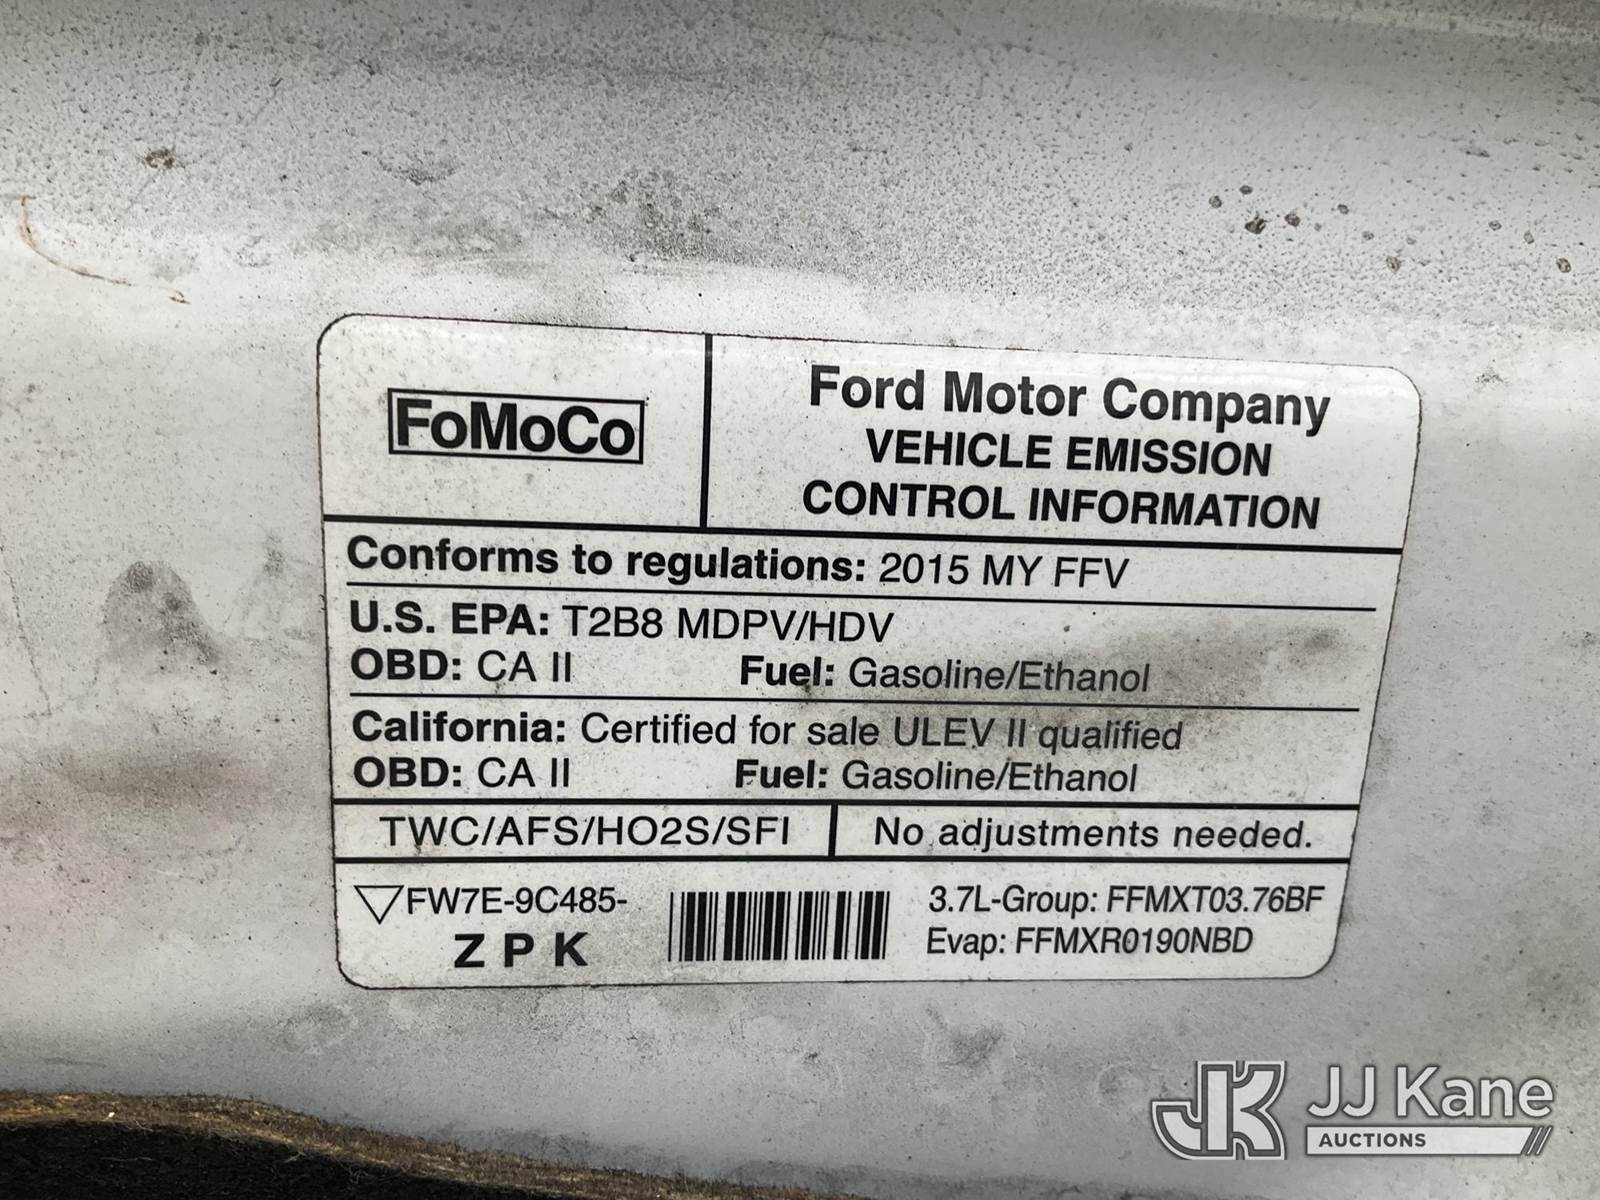 FoMoCo
Ford Motor Company
VEHICLE EMISSION
CONTROL INFORMATION
Conforms to regulations: 2015 MY FFV
U.S. EPA: T2B8 MDPV/HDV
OBD: CA II Fuel: Gasoline/Ethanol
California: Certified for sale ULEV II qualified
OBD: CA II Fuel: Gasoline/Ethanol
TWC/AFS/HO2S/SFI No adjustments needed.
FW7E-9C485-
Z P K
3.7L-Group: FFMXT03.76BF
Evap: FFMXR0190NBD
JK JJ Kane
AUCTIONS